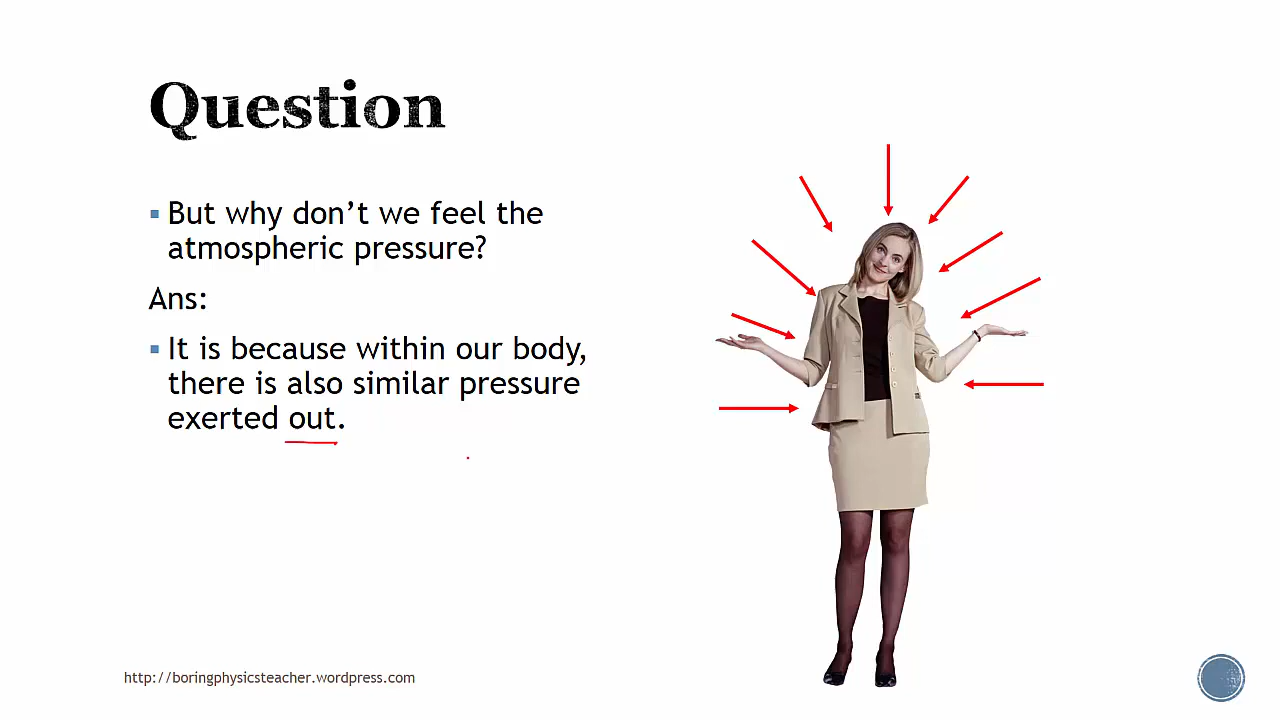 Question
▪ But why don’t we feel the
atmospheric pressure?
Ans:
▪ It is because within our body,
there is also similar pressure
exerted out.
http://boringphysicsteacher.wordpress.com